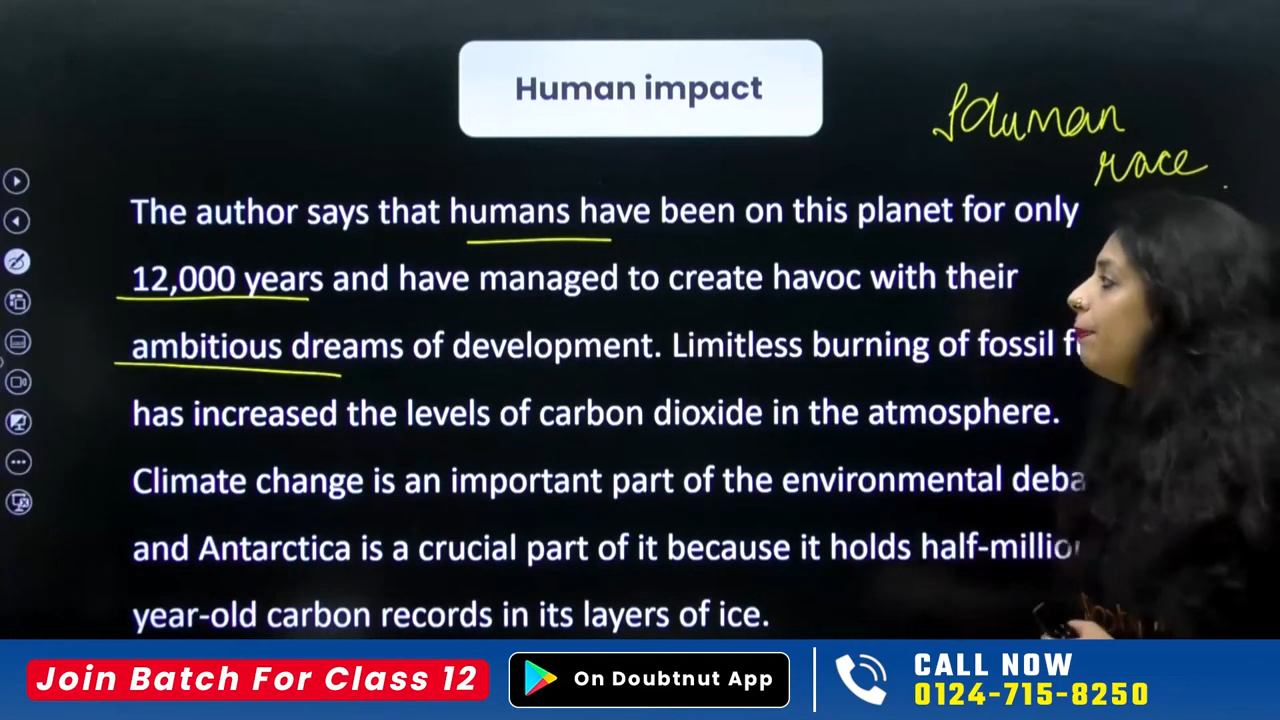 Human impact
Human
race
The author says that humans have been on this planet for only
12,000 years and have managed to create havoc with their
ambitious dreams of development. Limitless burning of fossil
has increased the levels of carbon dioxide in the atmosphere.
Climate change is an important part of the environmental deba
and Antarctica is a crucial part of it because it holds half-millio
year-old carbon records in its layers of ice.
Join Batch For Class 12
On Doubtnut App
CALL NOW
0124-715-8250